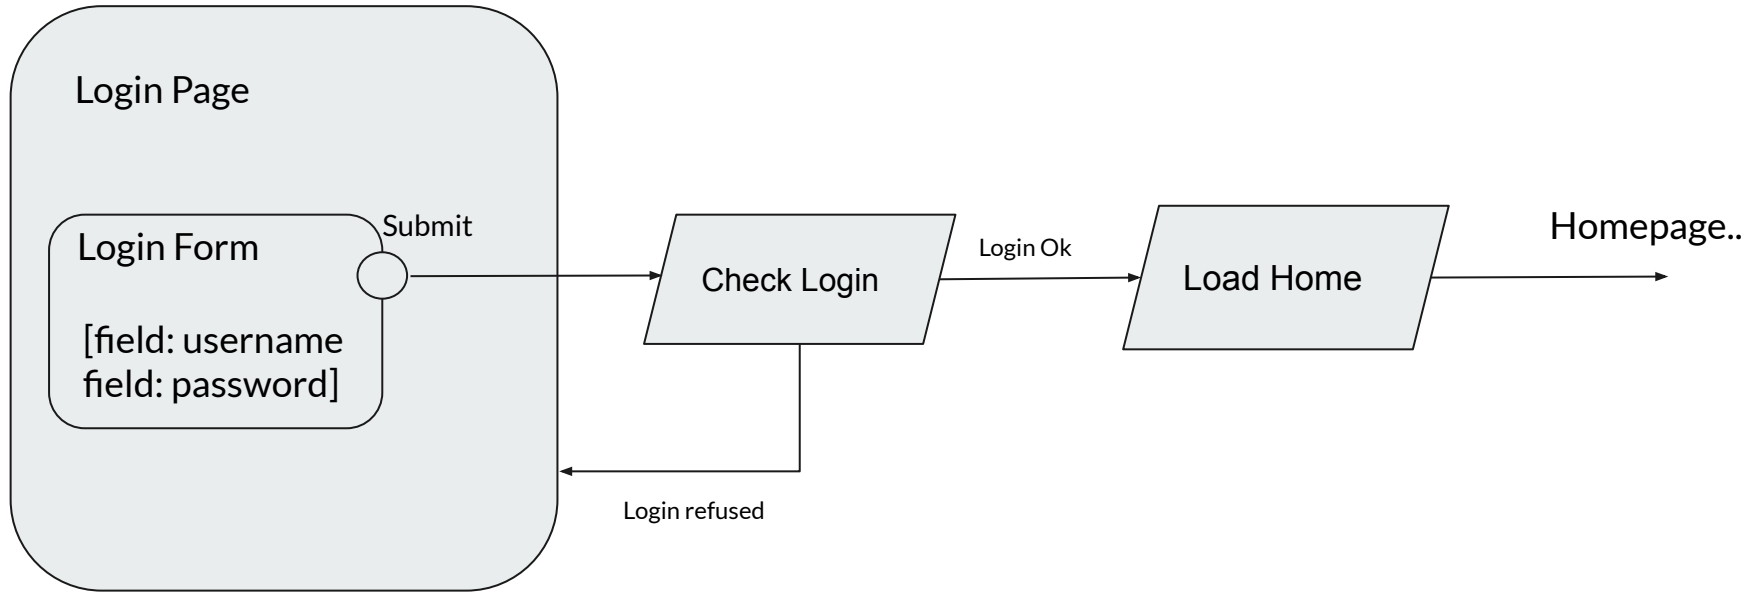 Login Page
Submit
Login Form
[field: username
field: password]
Check Login
Login Ok
Load Home
Homepage..
Login refused